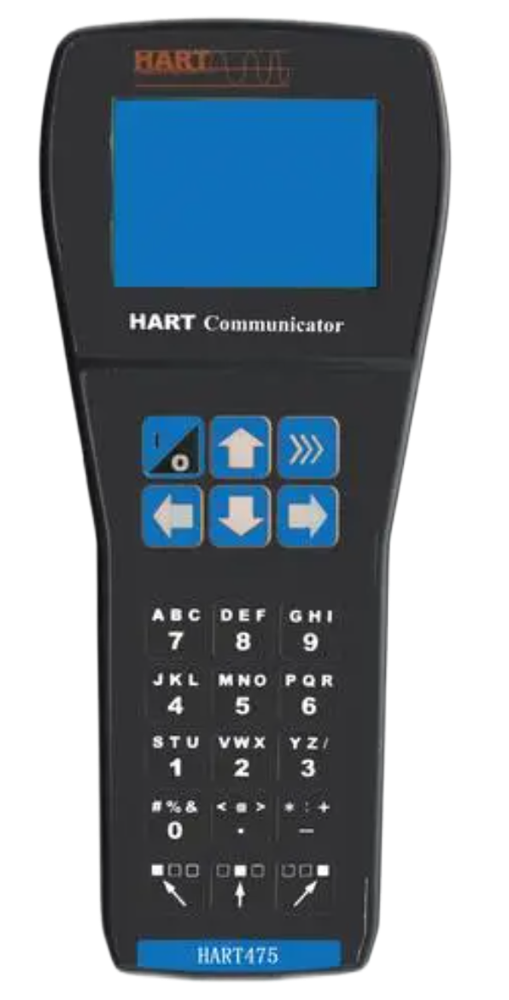 HART
HART Communicator
I
O
ABC DEF GHI
7 8 9
JKL MNO PQR
4 5 6
STU VWX YZ/
1 2 3
#%& <@> *:+
0 . –
HART475